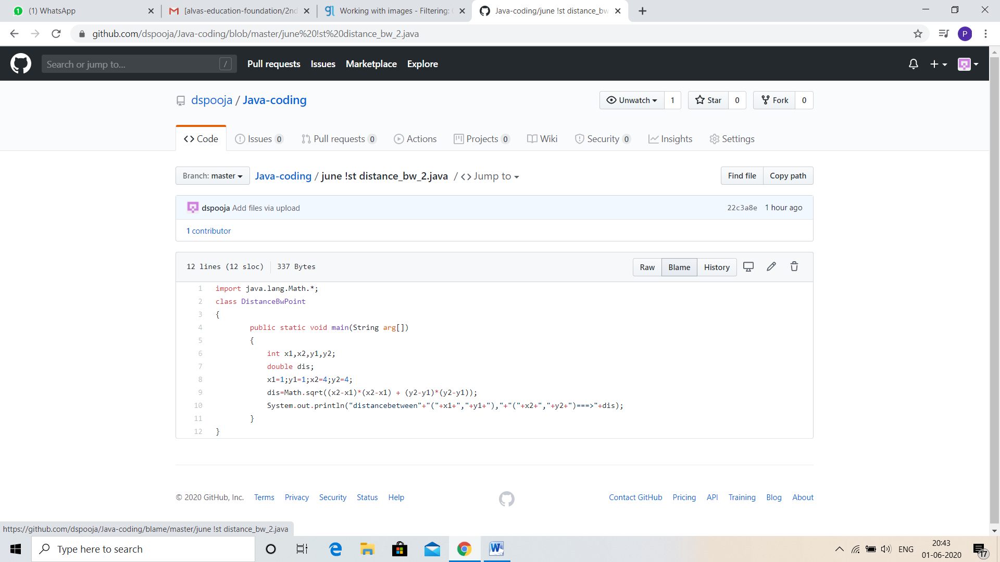 (1) WhatsApp
[alvas-education-foundation/2nd
Working with images - Filtering:
Java-coding/june !st distance_bw
github.com/dspooja/Java-coding/blob/master/june%20!st%20distance_bw_2.java
P
Search or jump to...
/
Pull requests
Issues
Marketplace
Explore
dspooja / Java-coding
Unwatch 1
Star 0
Fork 0
Code
Issues 0
Pull requests 0
Actions
Projects 0
Wiki
Security 0
Insights
Settings
Branch: master
Java-coding / june !st distance_bw_2.java / <> Jump to
Find file
Copy path
dspooja Add files via upload
22c3a8e 1 hour ago
1 contributor
12 lines (12 sloc) 337 Bytes
Raw
Blame
History
1 import java.lang.Math.*;
2 class DistanceBwPoint
3 {
4 public static void main(String arg[])
5 {
6 int x1,x2,y1,y2;
7 double dis;
8 x1=1;y1=1;x2=4;y2=4;
9 dis=Math.sqrt((x2-x1)*(x2-x1) + (y2-y1)*(y2-y1));
10 System.out.println("distancebetween"+"("+x1+","+y1+"),"+"("+x2+","+y2+")===>"+dis);
11 }
12 }
© 2020 GitHub, Inc.
Terms
Privacy
Security
Status
Help
Contact GitHub
Pricing
API
Training
Blog
About
https://github.com/dspooja/Java-coding/blame/master/june !st distance_bw_2.java
Type here to search
ENG
20:43
01-06-2020
17